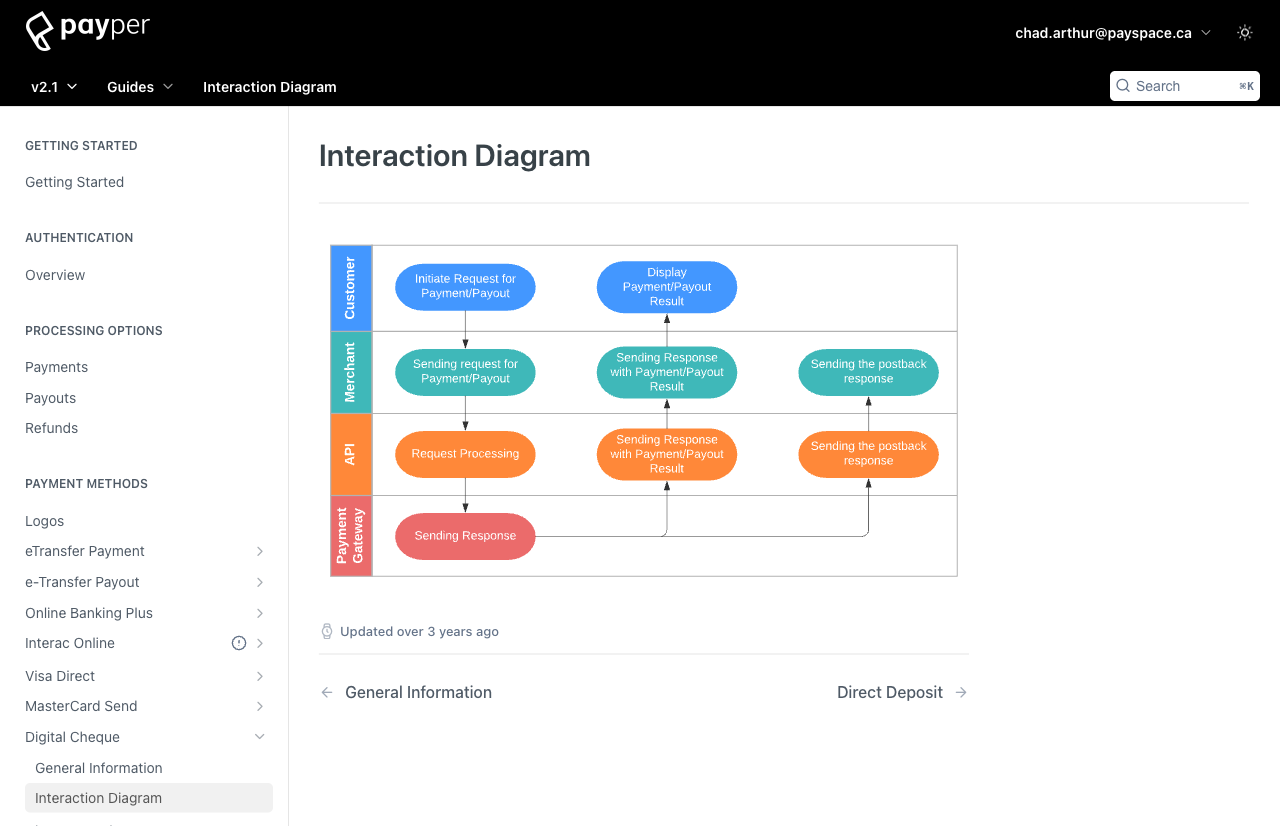 payper
chad.arthur@payspace.ca
v2.1
Guides
Interaction Diagram
Search
⌘K
GETTING STARTED
Getting Started
AUTHENTICATION
Overview
PROCESSING OPTIONS
Payments
Payouts
Refunds
PAYMENT METHODS
Logos
eTransfer Payment
e-Transfer Payout
Online Banking Plus
Interac Online
Visa Direct
MasterCard Send
Digital Cheque
General Information
Interaction Diagram
Interaction Diagram
Customer
Initiate Request for
Payment/Payout
Display
Payment/Payout
Result
Merchant
Sending request for
Payment/Payout
Sending Response
with Payment/Payout
Result
Sending the postback
response
API
Request Processing
Sending Response
with Payment/Payout
Result
Sending the postback
response
Payment
Gateway
Sending Response
Updated over 3 years ago
General Information
Direct Deposit